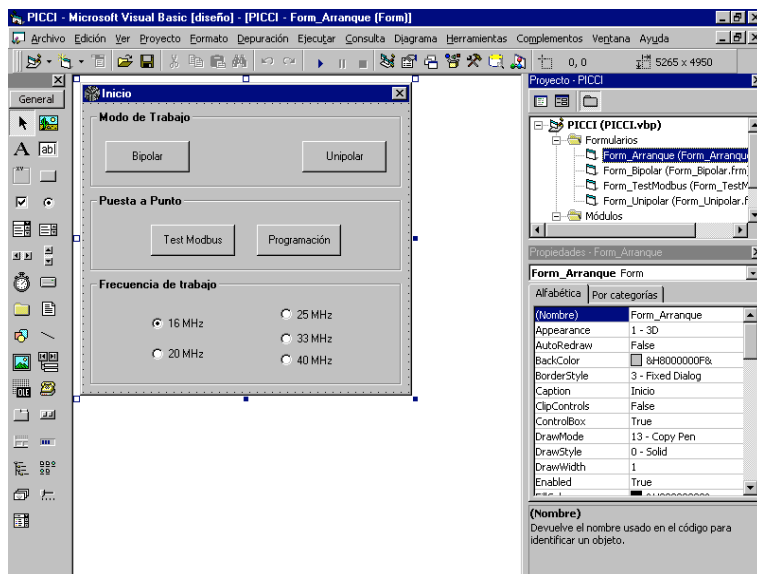 PICCI - Microsoft Visual Basic [diseño] - [PICCI - Form_Arranque (Form)]
Archivo Edición Ver Proyecto Formato Depuración Ejecutar Consulta Diagrama Herramientas Complementos Ventana Ayuda
0,0 5265 x 4950
General
A ab|
OLE
Inicio
Modo de Trabajo
Bipolar Unipolar
Puesta a Punto
Test Modbus Programación
Frecuencia de trabajo
16 MHz 25 MHz
33 MHz
20 MHz 40 MHz
Proyecto - PICCI
PICCI (PICCI.vbp)
Formularios
Form_Arranque (Form_Arranqu
Form_Bipolar (Form_Bipolar.frm
Form_TestModbus (Form_TestM
Form_Unipolar (Form_Unipolar.f
Módulos
Propiedades - Form_Arranque
Form_Arranque Form
Alfabética Por categorías
(Nombre) Form_Arranque
Appearance 1 - 3D
AutoRedraw False
BackColor &H8000000F&
BorderStyle 3 - Fixed Dialog
Caption Inicio
ClipControls False
ControlBox True
DrawMode 13 - Copy Pen
DrawStyle 0 - Solid
DrawWidth 1
Enabled True
(Nombre)
Devuelve el nombre usado en el código para
identificar un objeto.